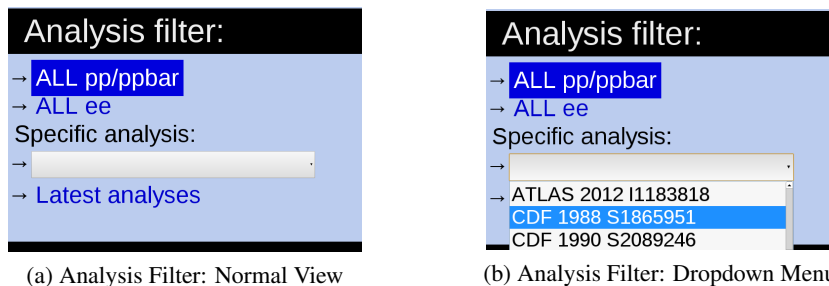 Analysis filter:
→ ALL pp/ppbar
→ ALL ee
Specific analysis:
→
→ Latest analyses
(a) Analysis Filter: Normal View
Analysis filter:
→ ALL pp/ppbar
→ ALL ee
Specific analysis:
→
→ ATLAS 2012 I1183818
CDF 1988 S1865951
CDF 1990 S2089246
(b) Analysis Filter: Dropdown Menu